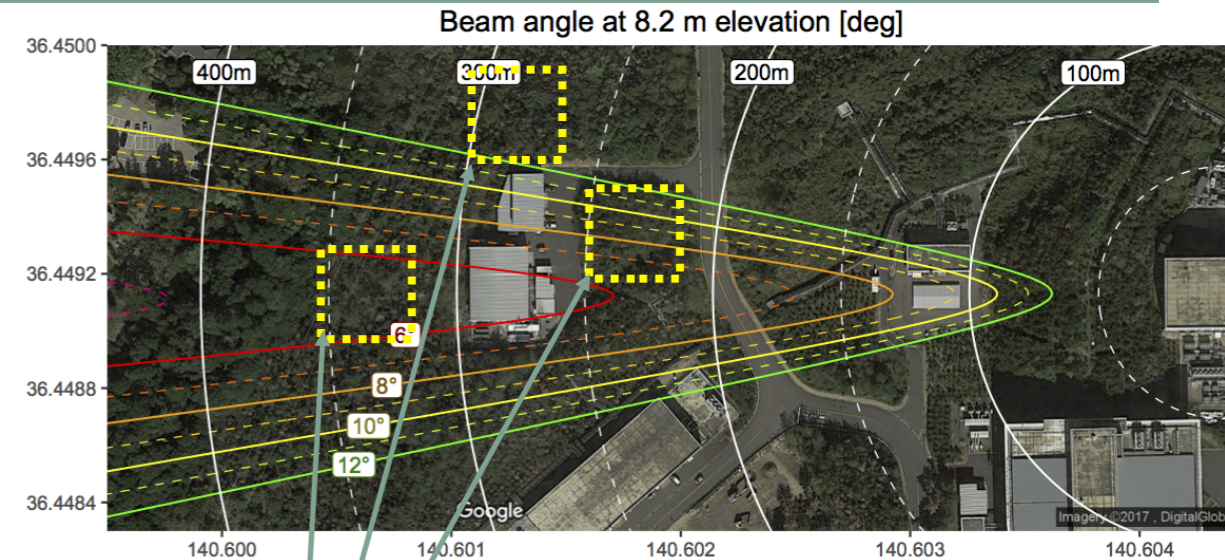 Beam angle at 8.2 m elevation [deg]
36.4500
400m 300m 200m 100m
36.4496
36.4492
6°
36.4488
8°
10°
12°
36.4484
Google
Imagery ©2017 , DigitalGlob
140.600 140.601 140.602 140.603 140.604